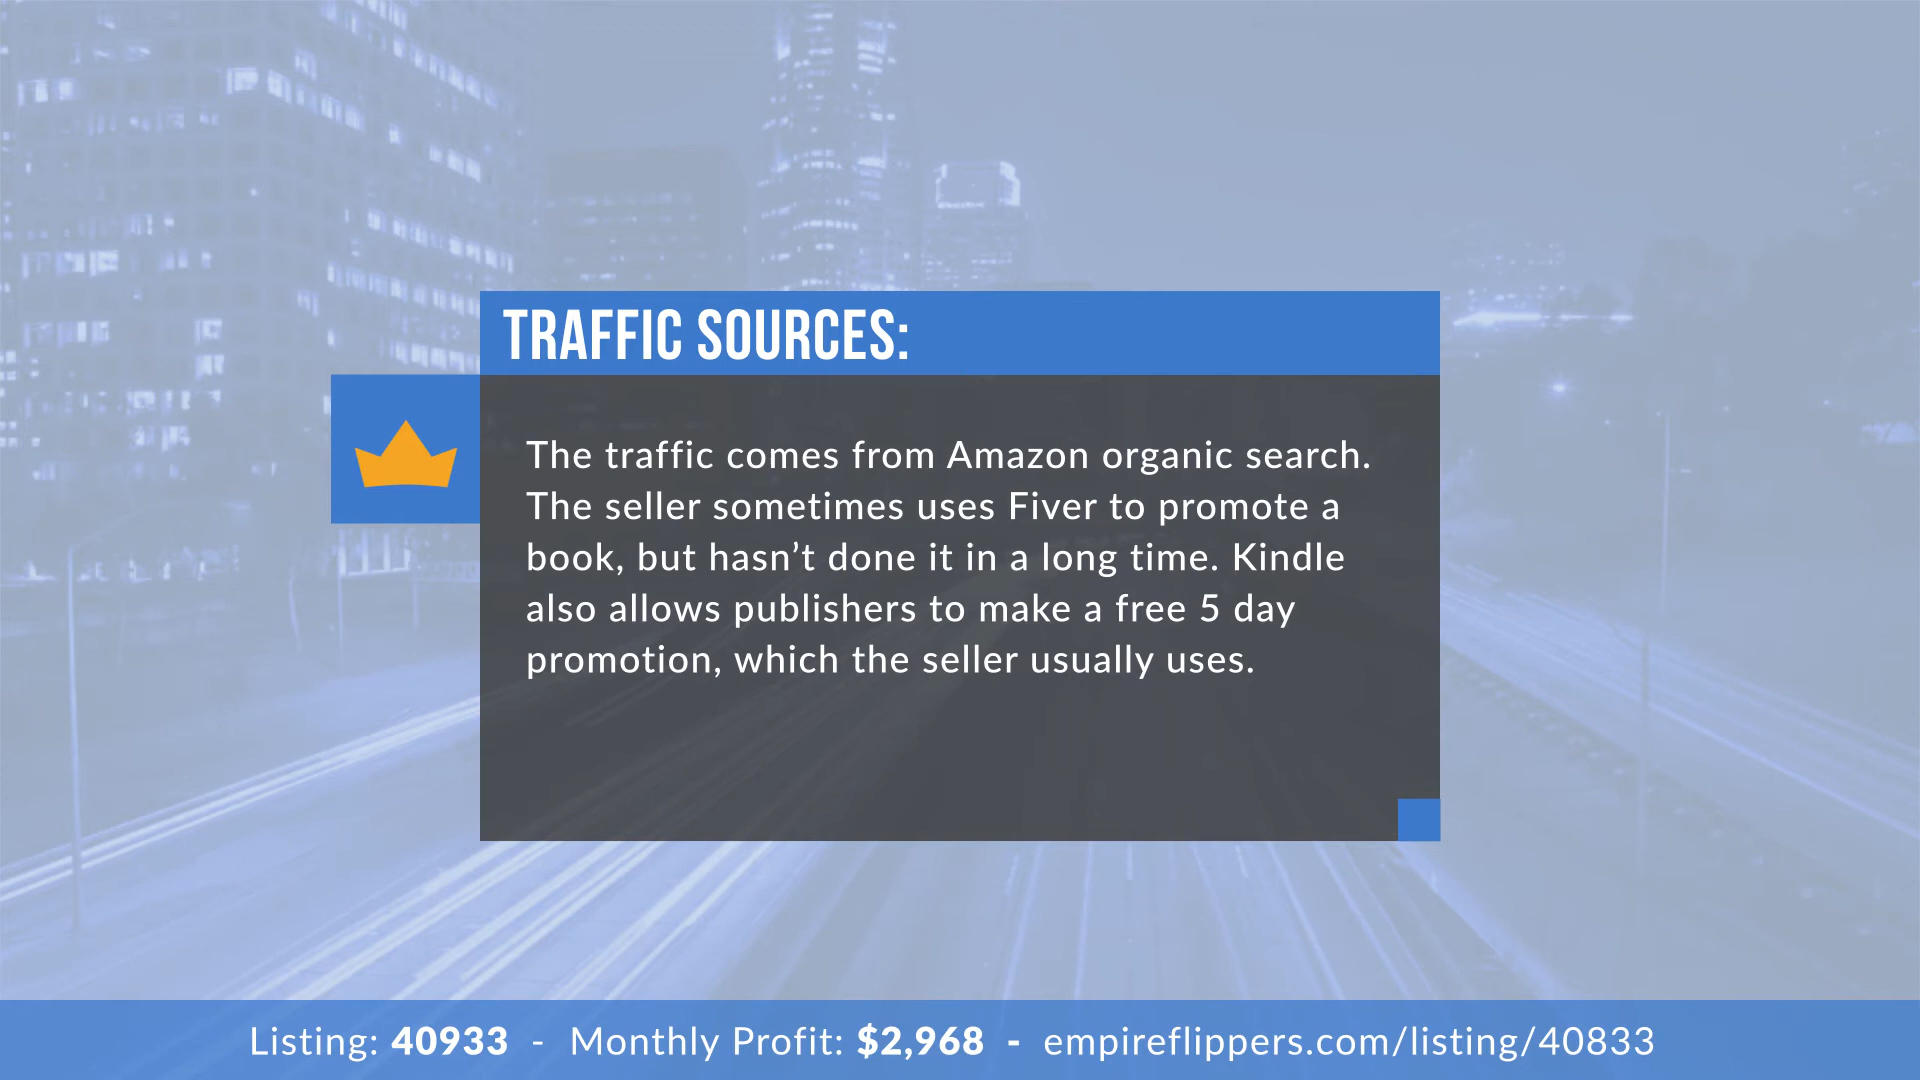 TRAFFIC SOURCES:
The traffic comes from Amazon organic search.
The seller sometimes uses Fiver to promote a
book, but hasn’t done it in a long time. Kindle
also allows publishers to make a free 5 day
promotion, which the seller usually uses.
Listing: 40933 - Monthly Profit: $2,968 - empireflippers.com/listing/40833